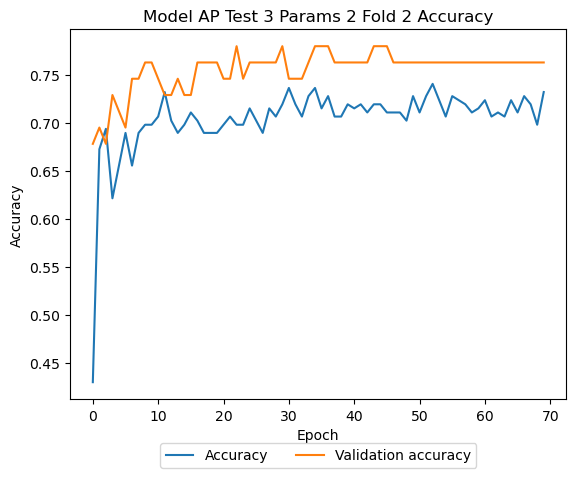 Model AP Test 3 Params 2 Fold 2 Accuracy
Accuracy
0.75
0.70
0.65
0.60
0.55
0.50
0.45
0 10 20 30 40 50 60 70
Epoch
Accuracy Validation accuracy